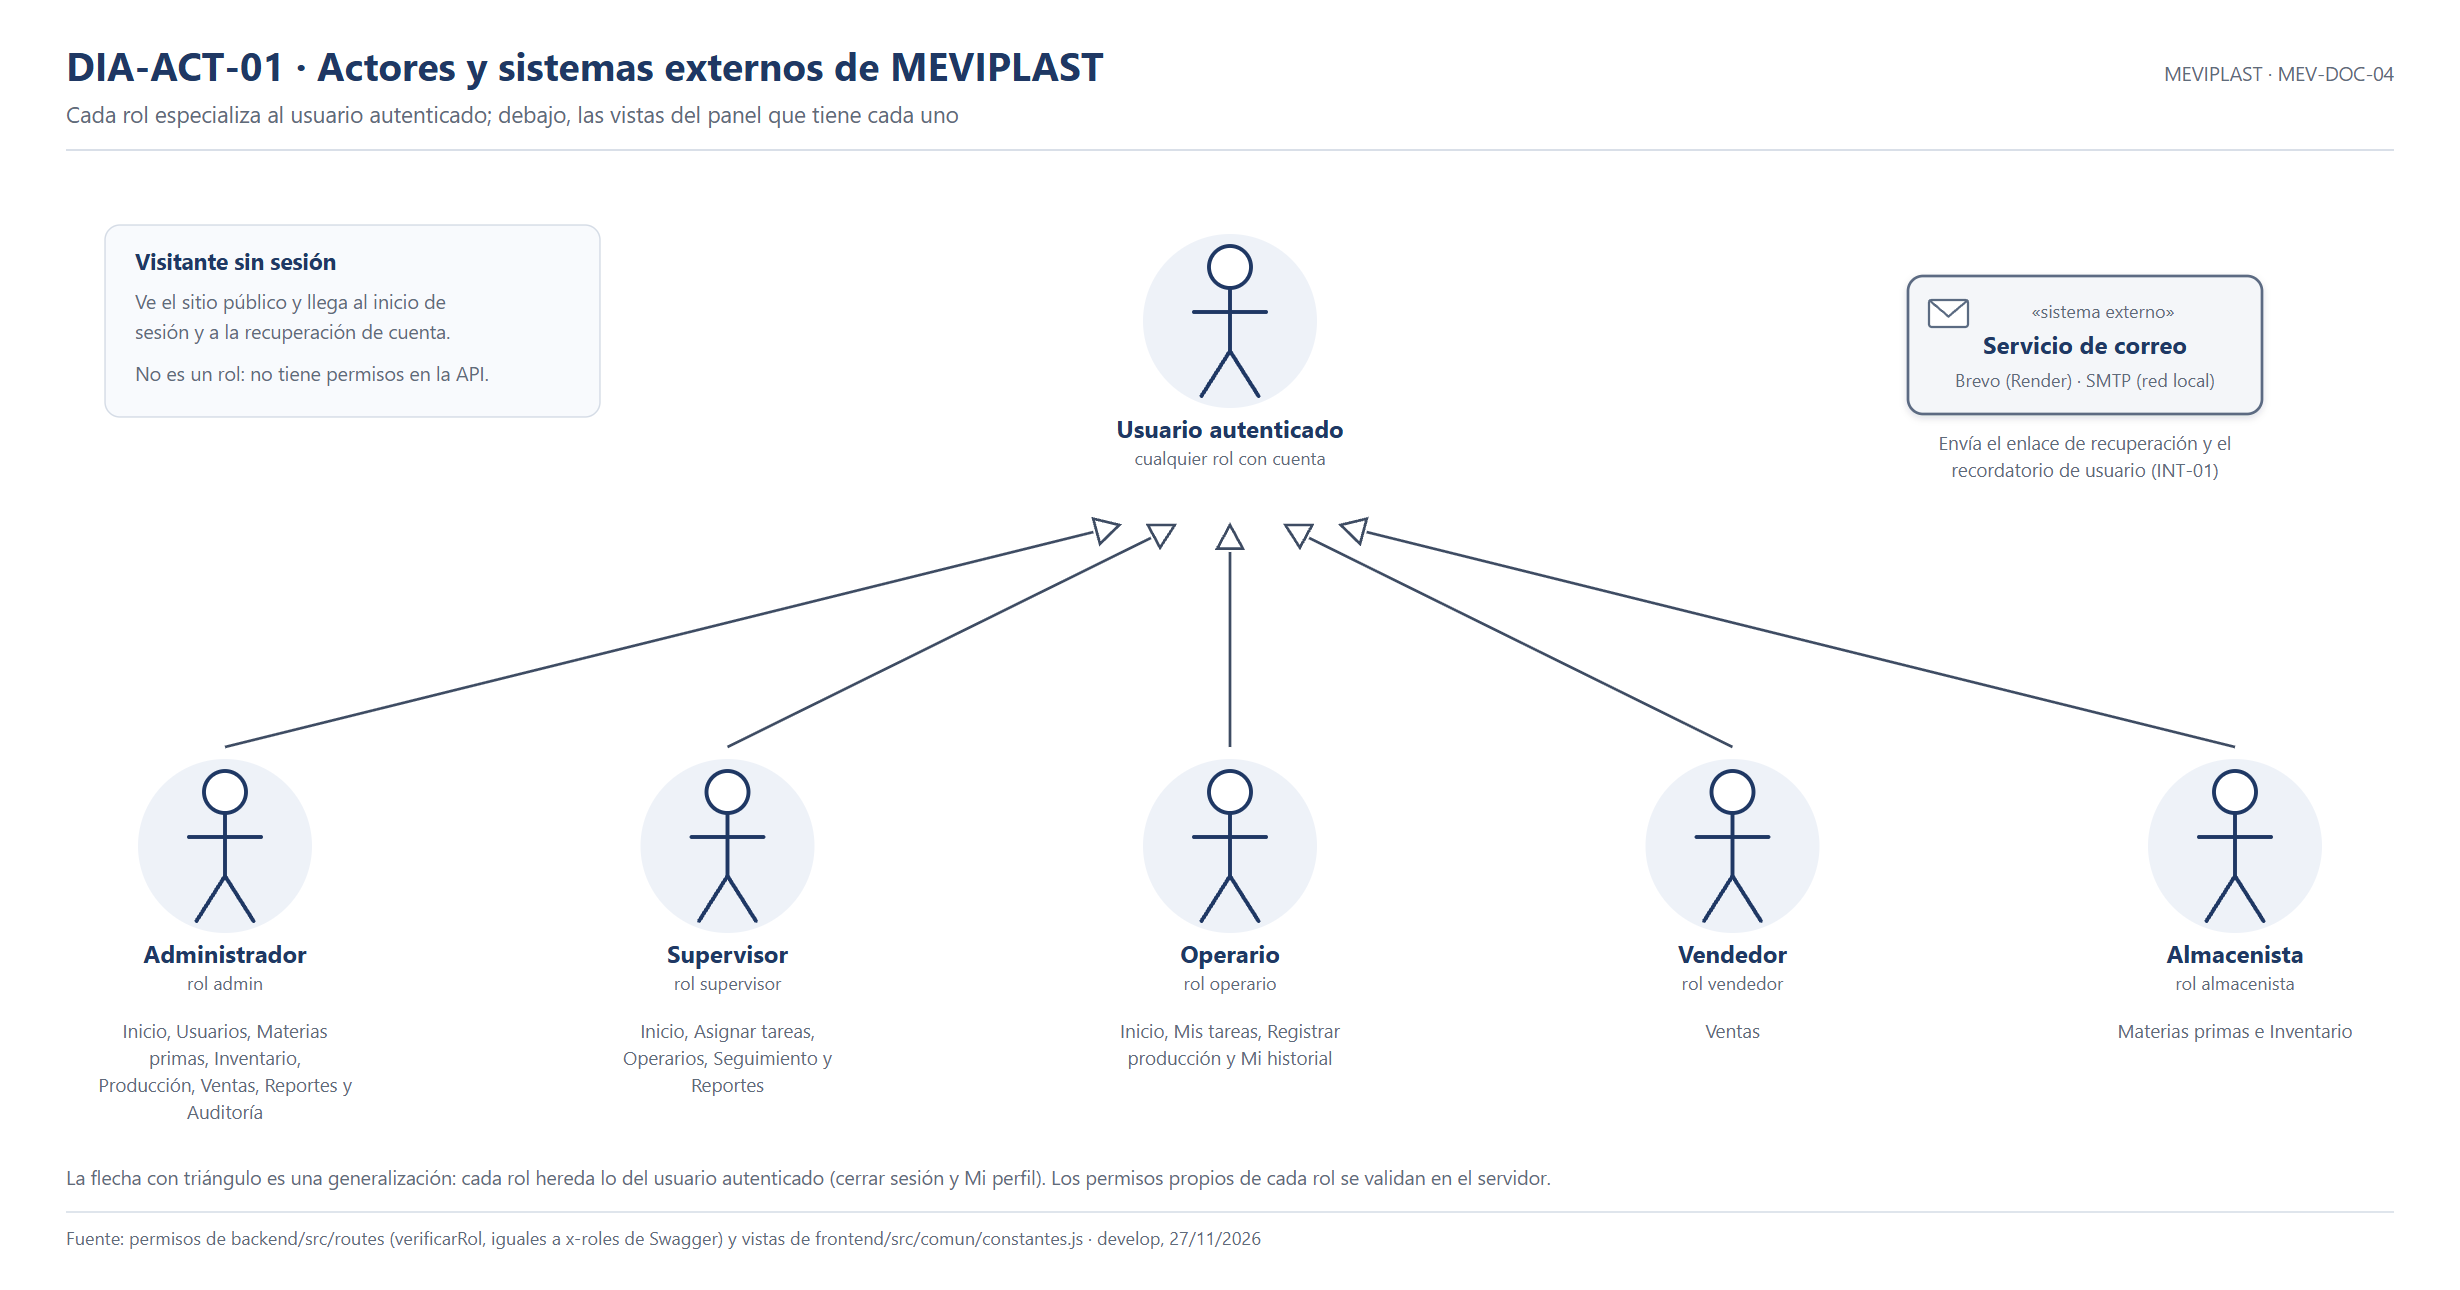 DIA-ACT-01 · Actores y sistemas externos de MEVIPLAST
MEVIPLAST · MEV-DOC-04
Cada rol especializa al usuario autenticado; debajo, las vistas del panel que tiene cada uno
Visitante sin sesión
Ve el sitio público y llega al inicio de
sesión y a la recuperación de cuenta.
No es un rol: no tiene permisos en la API.
Usuario autenticado
cualquier rol con cuenta
«sistema externo»
Servicio de correo
Brevo (Render) · SMTP (red local)
Envía el enlace de recuperación y el
recordatorio de usuario (INT-01)
Administrador
rol admin
Inicio, Usuarios, Materias
primas, Inventario,
Producción, Ventas, Reportes y
Auditoría
Supervisor
rol supervisor
Inicio, Asignar tareas,
Operarios, Seguimiento y
Reportes
Operario
rol operario
Inicio, Mis tareas, Registrar
producción y Mi historial
Vendedor
rol vendedor
Ventas
Almacenista
rol almacenista
Materias primas e Inventario
La flecha con triángulo es una generalización: cada rol hereda lo del usuario autenticado (cerrar sesión y Mi perfil). Los permisos propios de cada rol se validan en el servidor.
Fuente: permisos de backend/src/routes (verificarRol, iguales a x-roles de Swagger) y vistas de frontend/src/comun/constantes.js · develop, 27/11/2026